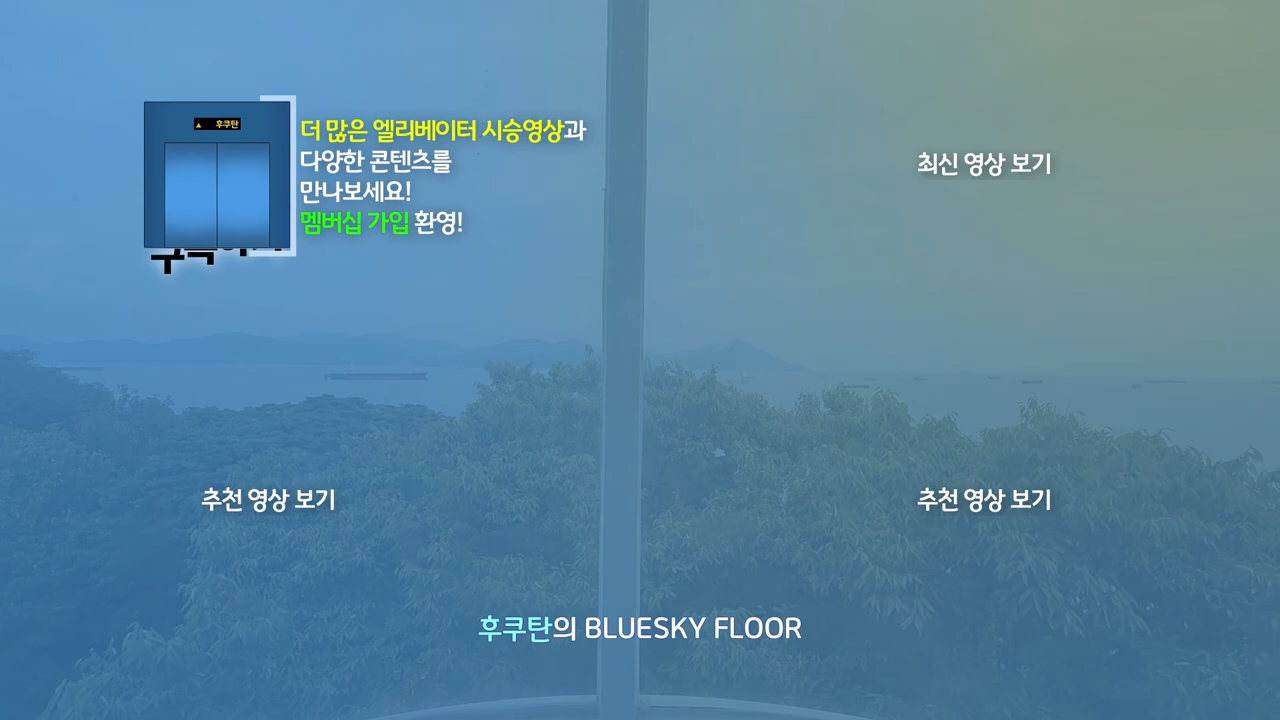 ▲ 후쿠탄
더 많은 엘리베이터 시승영상과
다양한 콘텐츠를
만나보세요!
멤버십 가입 환영!
최신 영상 보기
추천 영상 보기
추천 영상 보기
후쿠탄의 BLUESKY FLOOR